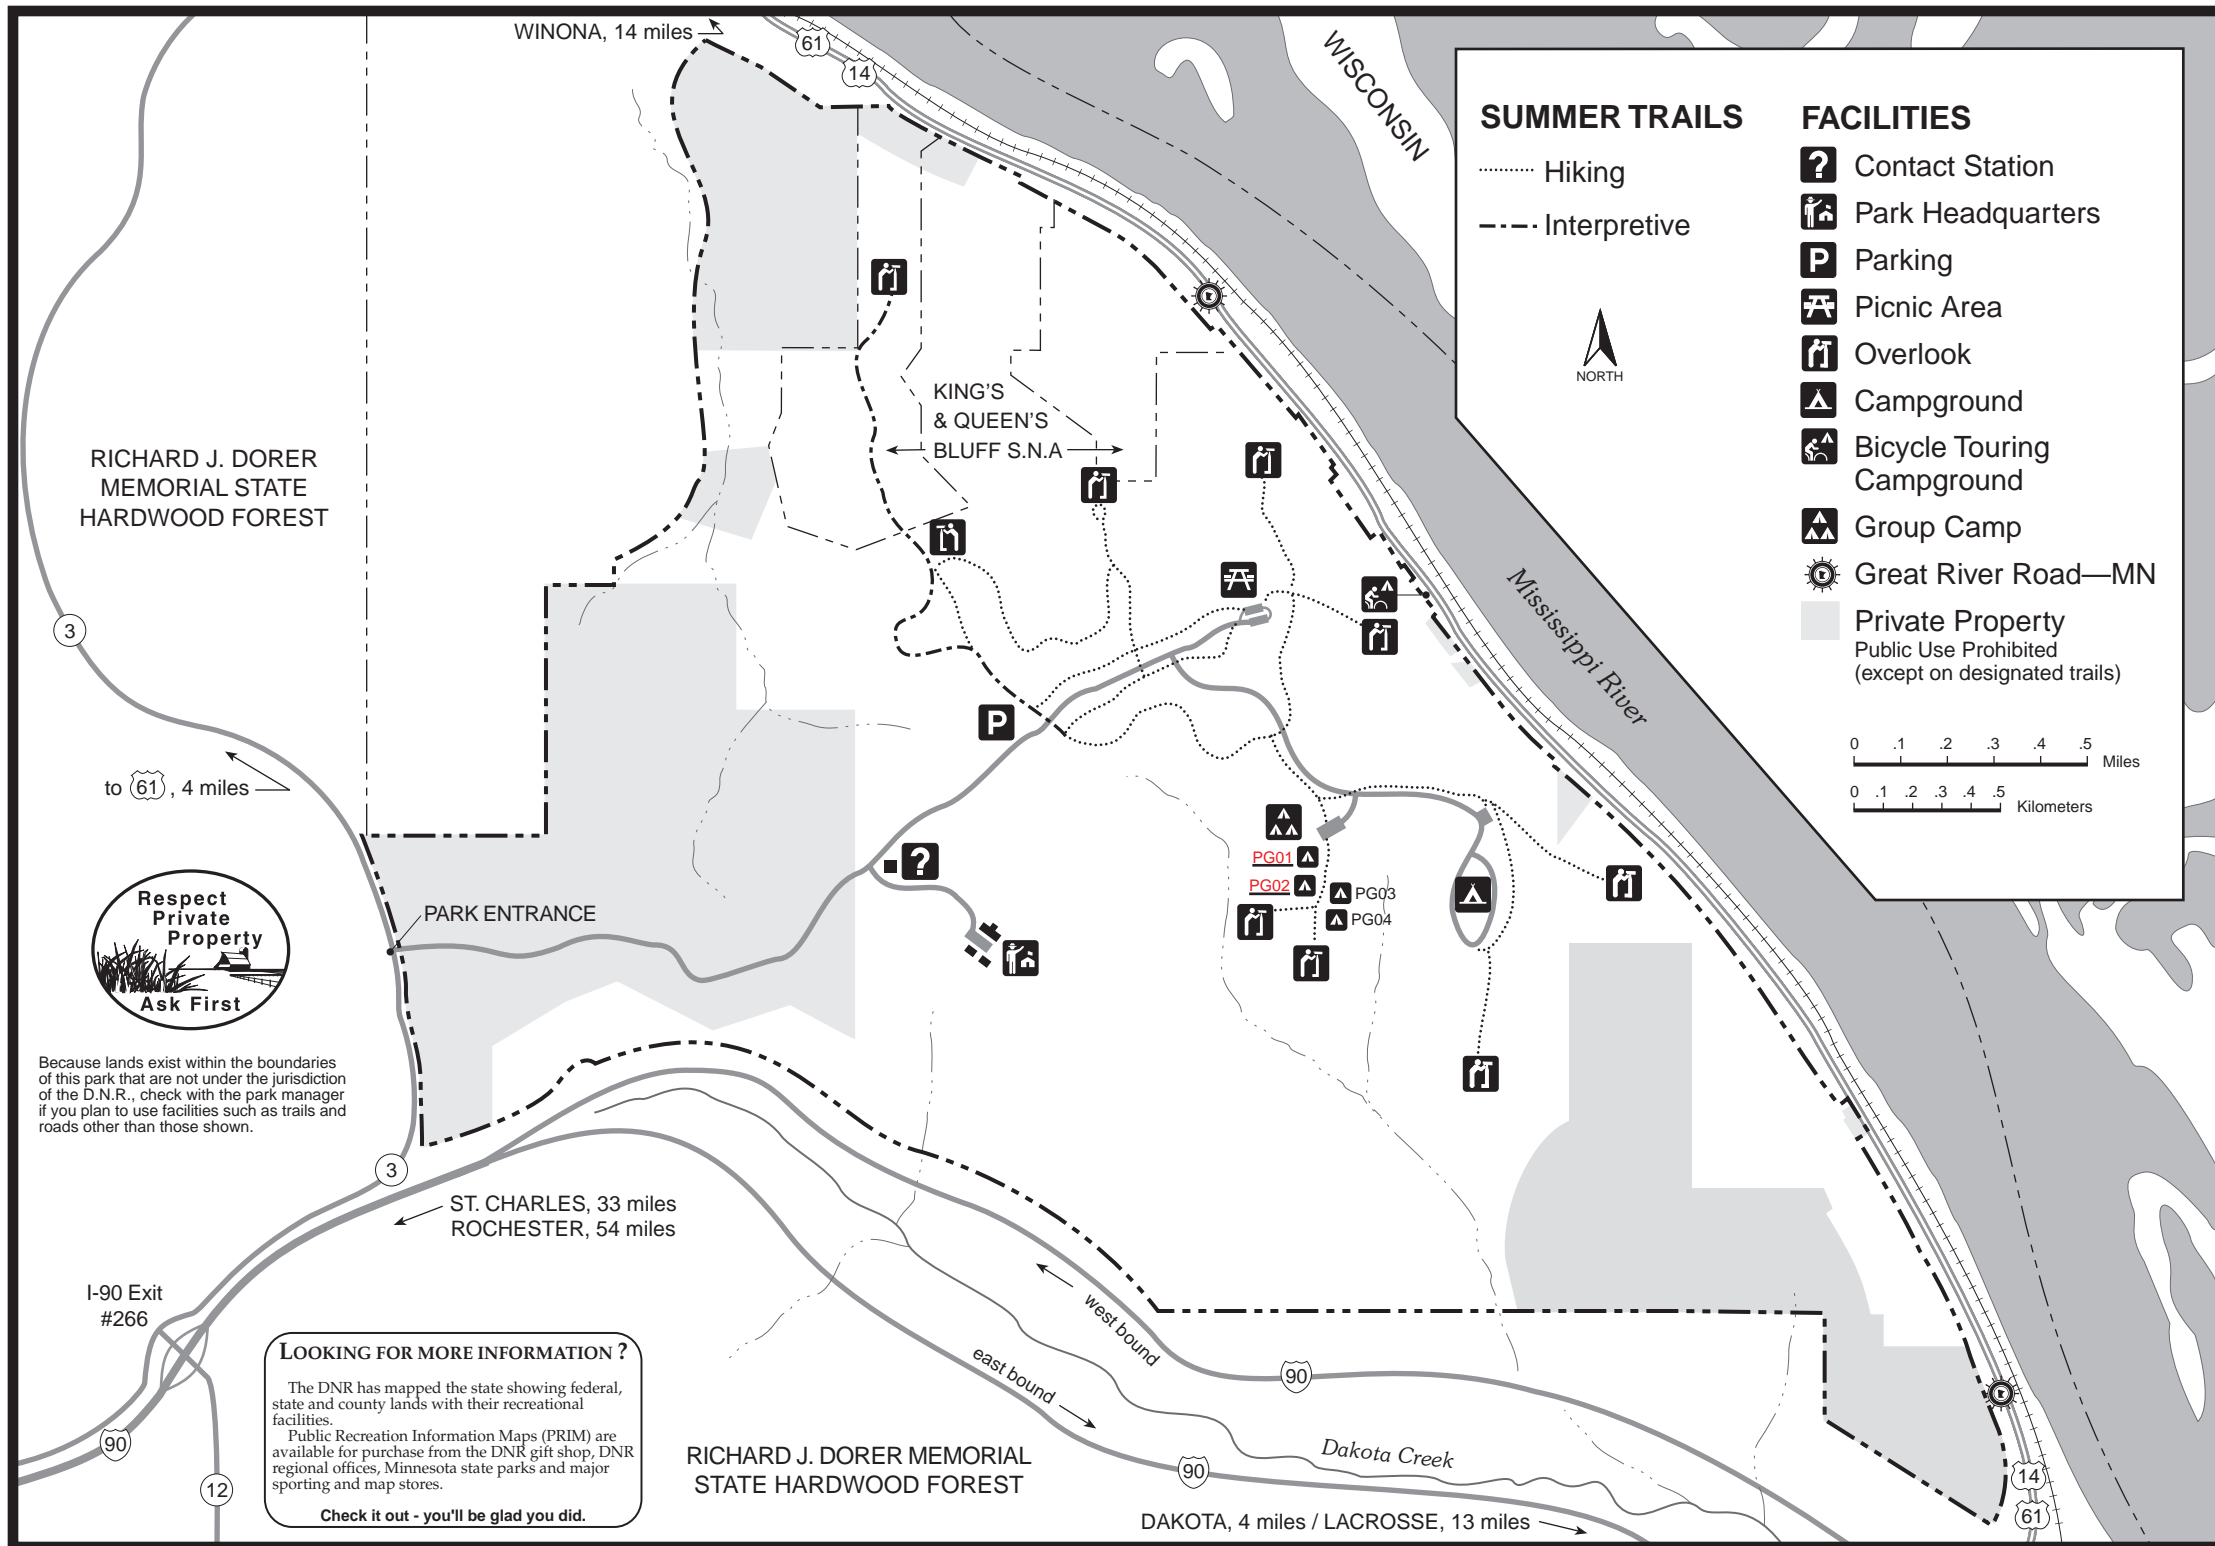 WINONA, 14 miles
61
14
WISCONSIN
SUMMER TRAILS
Hiking
Interpretive
NORTH
FACILITIES
? Contact Station
Park Headquarters
P Parking
Picnic Area
Overlook
Campground
Bicycle Touring
Campground
Group Camp
Great River Road—MN
Private Property
Public Use Prohibited
(except on designated trails)
0 .1 .2 .3 .4 .5
Miles
0 .1 .2 .3 .4 .5
Kilometers
KING'S
& QUEEN'S
BLUFF S.N.A
RICHARD J. DORER
MEMORIAL STATE
HARDWOOD FOREST
3
Mississippi River
P
to 61, 4 miles
?
PG01
PG02
PG03
PG04
PARK ENTRANCE
Respect
Private
Property
Ask First
Because lands exist within the boundaries
of this park that are not under the jurisdiction
of the D.N.R., check with the park manager
if you plan to use facilities such as trails and
roads other than those shown.
3
ST. CHARLES, 33 miles
ROCHESTER, 54 miles
I-90 Exit
#266
90
12
LOOKING FOR MORE INFORMATION ?
The DNR has mapped the state showing federal,
state and county lands with their recreational
facilities.
Public Recreation Information Maps (PRIM) are
available for purchase from the DNR gift shop, DNR
regional offices, Minnesota state parks and major
sporting and map stores.
Check it out - you'll be glad you did.
west bound
east bound
90
90
RICHARD J. DORER MEMORIAL
STATE HARDWOOD FOREST
Dakota Creek
DAKOTA, 4 miles / LACROSSE, 13 miles
14
61